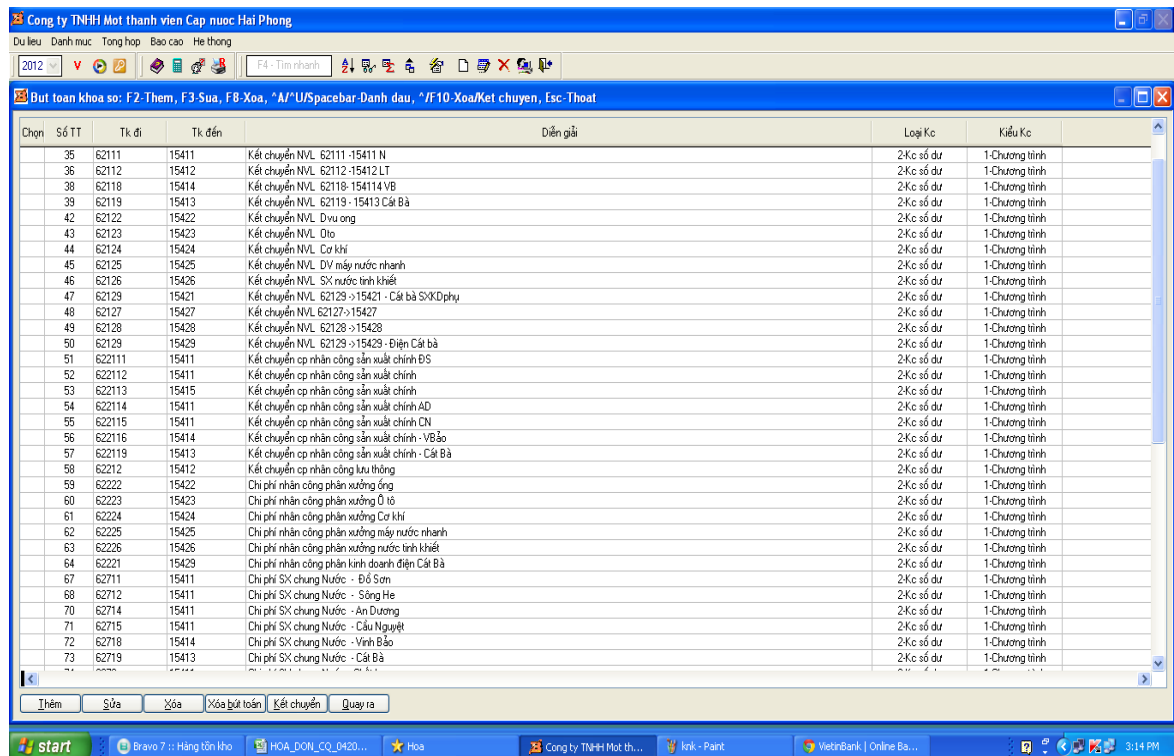 Cong ty TNHH Mot thanh vien Cap nuoc Hai Phong
Du lieu Danh muc Tong hop Bao cao He thong
2012 V F4 - Tim nhanh
But toan khoa so: F2-Them, F3-Sua, F8-Xoa, ^A/^U/Spacebar-Danh dau, ^/F10-Xoa/Ket chuyen, Esc-Thoat
Chọn Số TT Tk đi Tk đến Diễn giải Loại Kc Kiểu Kc
35 62111 15411 Kết chuyển NVL 62111 -15411 N 2-Kc số dư 1-Chương trình
36 62112 15412 Kết chuyển NVL 62112 -15412 LT 2-Kc số dư 1-Chương trình
38 62118 15414 Kết chuyển NVL 62118- 154114 VB 2-Kc số dư 1-Chương trình
39 62119 15413 Kết chuyển NVL 62119 - 15413 Cát Bà 2-Kc số dư 1-Chương trình
42 62122 15422 Kết chuyển NVL Dvu ong 2-Kc số dư 1-Chương trình
43 62123 15423 Kết chuyển NVL Oto 2-Kc số dư 1-Chương trình
44 62124 15424 Kết chuyển NVL Cơ khí 2-Kc số dư 1-Chương trình
45 62125 15425 Kết chuyển NVL DV máy nước nhanh 2-Kc số dư 1-Chương trình
46 62126 15426 Kết chuyển NVL SX nước tinh khiết 2-Kc số dư 1-Chương trình
47 62129 15421 Kết chuyển NVL 62129 ->15421 - Cát bà SXKDphụ 2-Kc số dư 1-Chương trình
48 62127 15427 Kết chuyển NVL 62127->15427 2-Kc số dư 1-Chương trình
49 62128 15428 Kết chuyển NVL 62128 ->15428 2-Kc số dư 1-Chương trình
50 62129 15429 Kết chuyển NVL 62129 ->15429 - Điện Cát bà 2-Kc số dư 1-Chương trình
51 622111 15411 Kết chuyển cp nhân công sản xuất chính ĐS 2-Kc số dư 1-Chương trình
52 622112 15411 Kết chuyển cp nhân công sản xuất chính 2-Kc số dư 1-Chương trình
53 622113 15415 Kết chuyển cp nhân công sản xuất chính 2-Kc số dư 1-Chương trình
54 622114 15411 Kết chuyển cp nhân công sản xuất chính AD 2-Kc số dư 1-Chương trình
55 622115 15411 Kết chuyển cp nhân công sản xuất chính CN 2-Kc số dư 1-Chương trình
56 622116 15414 Kết chuyển cp nhân công sản xuất chính - VBảo 2-Kc số dư 1-Chương trình
57 622119 15413 Kết chuyển cp nhân công sản xuất chính - Cát Bà 2-Kc số dư 1-Chương trình
58 62212 15412 Kết chuyển cp nhân công lưu thông 2-Kc số dư 1-Chương trình
59 62222 15422 Chi phí nhân công phân xưởng ống 2-Kc số dư 1-Chương trình
60 62223 15423 Chi phí nhân công phân xưởng Ô tô 2-Kc số dư 1-Chương trình
61 62224 15424 Chi phí nhân công phân xưởng Cơ khí 2-Kc số dư 1-Chương trình
62 62225 15425 Chi phí nhân công phân xưởng máy nước nhanh 2-Kc số dư 1-Chương trình
63 62226 15426 Chi phí nhân công phân xưởng nước tinh khiết 2-Kc số dư 1-Chương trình
64 62221 15429 Chi phí nhân công phân kinh doanh điện Cát Bà 2-Kc số dư 1-Chương trình
67 62711 15411 Chi phí SX chung Nước - Đồ Sơn 2-Kc số dư 1-Chương trình
68 62712 15411 Chi phí SX chung Nước - Sông He 2-Kc số dư 1-Chương trình
70 62714 15411 Chi phí SX chung Nước - An Dương 2-Kc số dư 1-Chương trình
71 62715 15411 Chi phí SX chung Nước - Cầu Nguyệt 2-Kc số dư 1-Chương trình
72 62718 15414 Chi phí SX chung Nước - Vinh Bảo 2-Kc số dư 1-Chương trình
73 62719 15413 Chi phí SX chung Nước - Cát Bà 2-Kc số dư 1-Chương trình
Thêm Sửa Xóa Xóa bút toán Kết chuyển Quay ra
start Bravo 7 :: Hàng tồn kho HOA_DON_CQ_0420... Hoa Cong ty TNHH Mot th... knk - Paint VietinBank | Online Ba... 3:14 PM